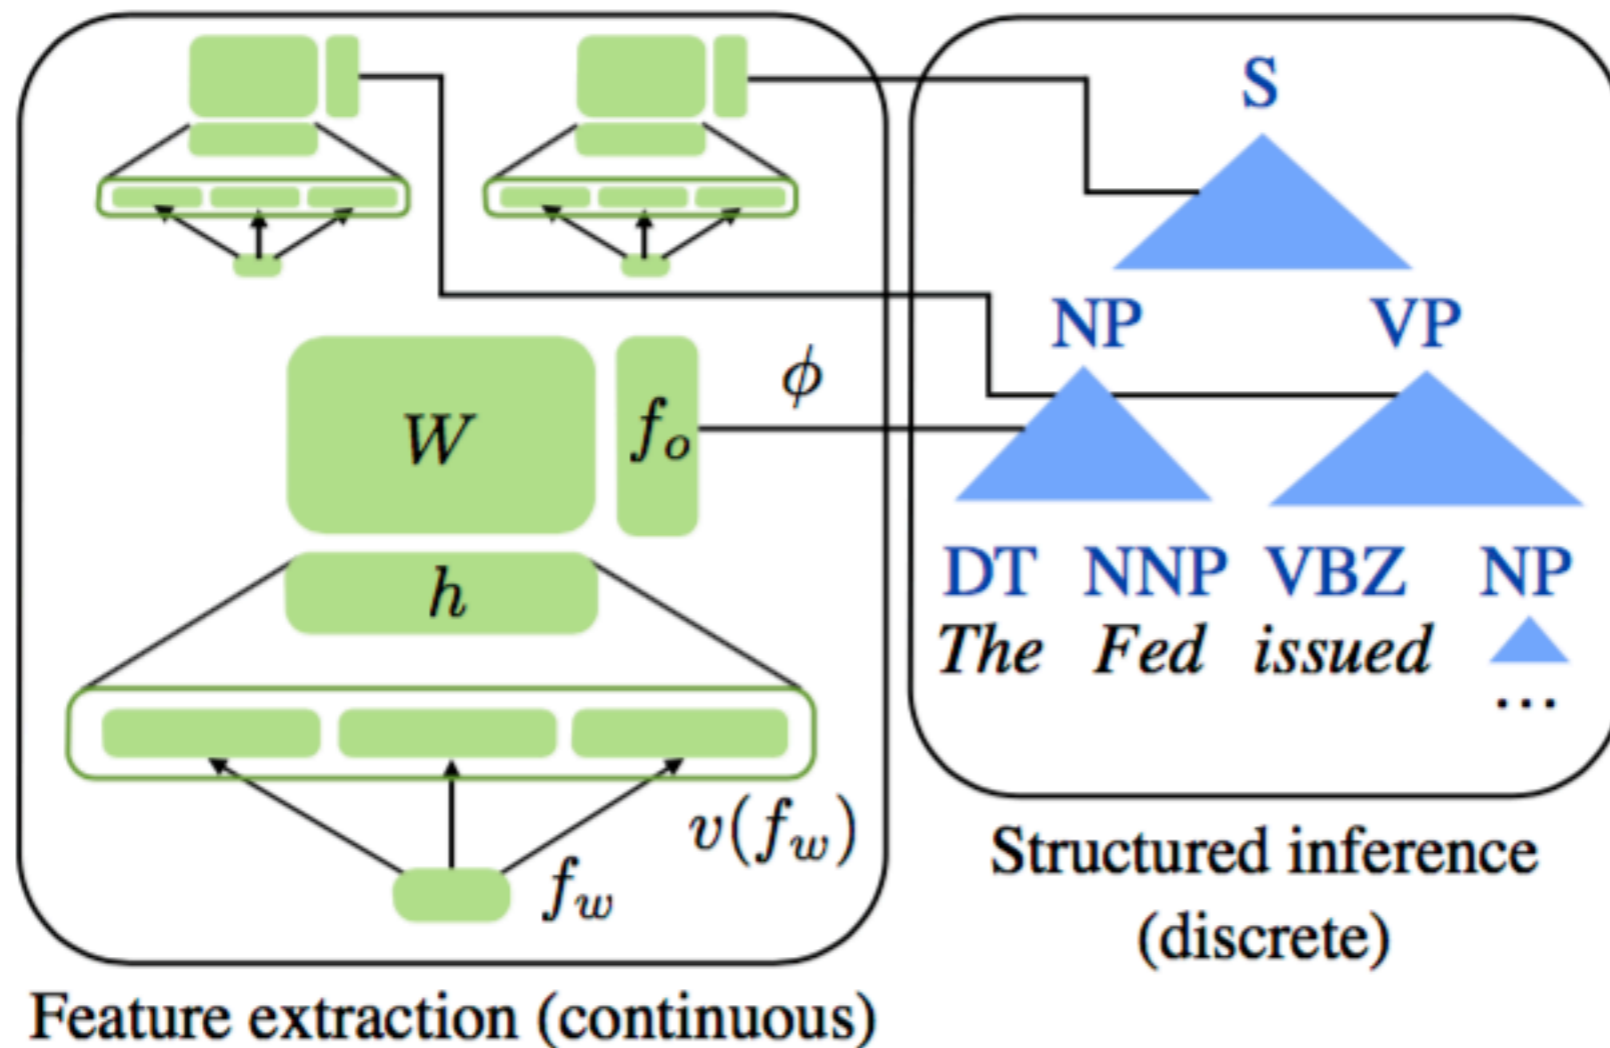 S
NP VP
ϕ
W f_o
h
DT NNP VBZ NP
The Fed issued
...
v(f_w)
f_w
Structured inference
(discrete)
Feature extraction (continuous)